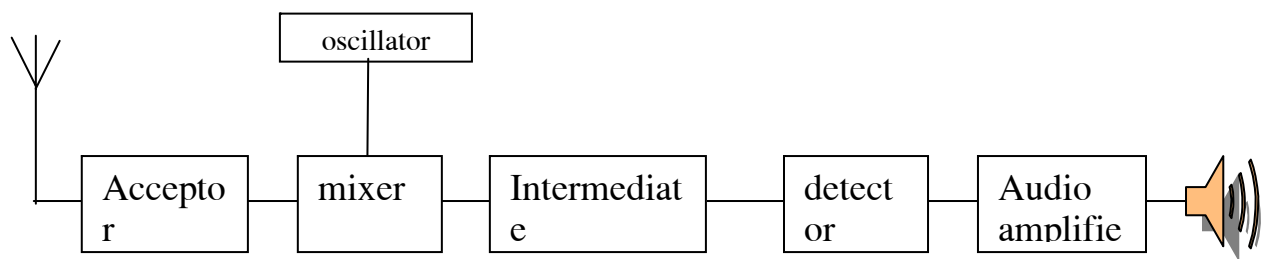 oscillator
Accepto
r
mixer
Intermediat
e
detect
or
Audio
amplifie